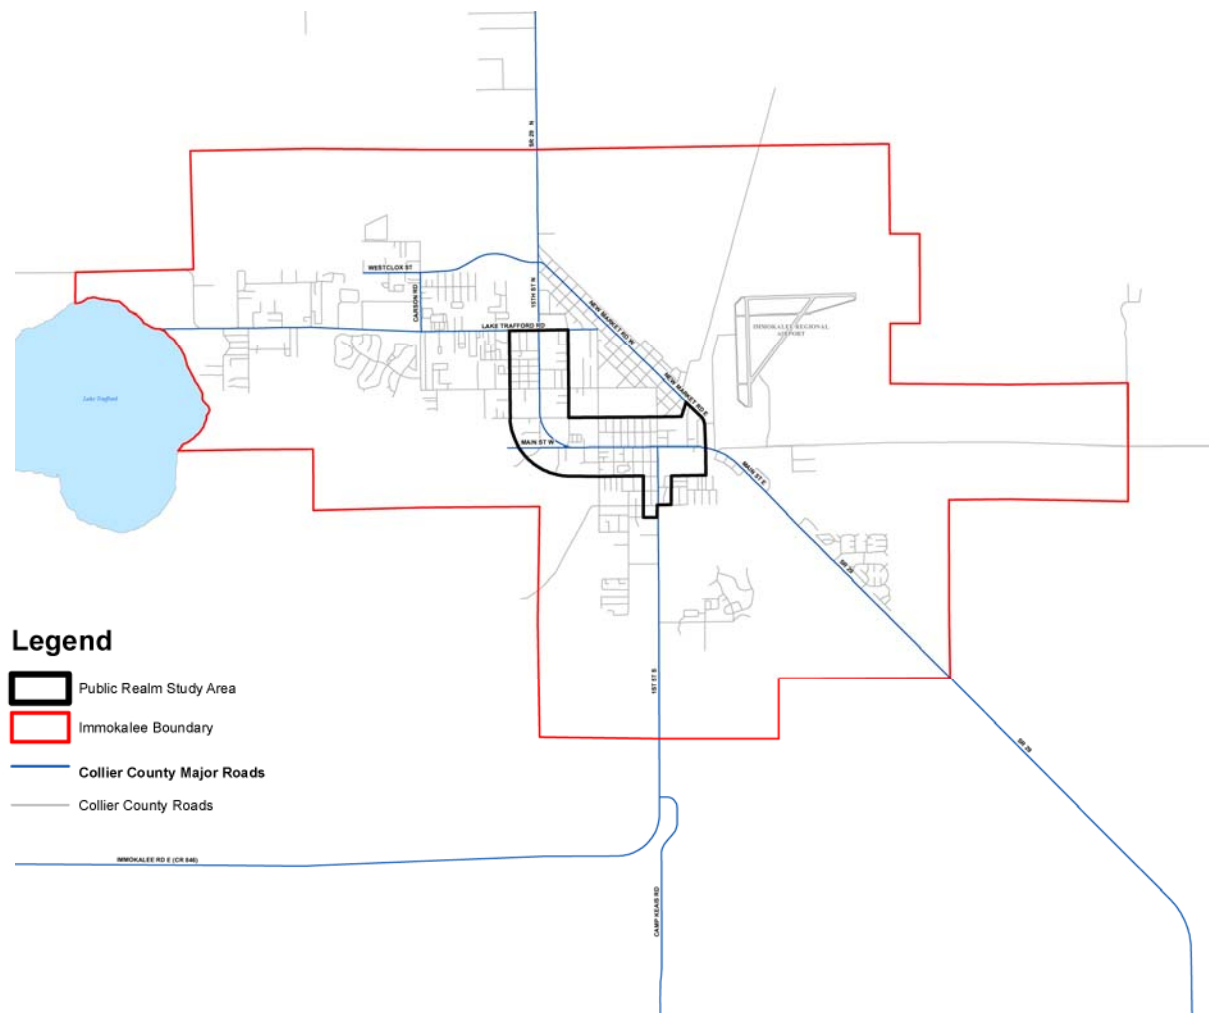 SR 29 N
WESTCLOX ST
CARSON RD
15TH ST N
NEW MARKET RD W
LAKE TRAFFORD RD
IMMOKALEE REGIONAL
AIRPORT
NEW MARKET RD E
Lake Trafford
MAIN ST W
MAIN ST E
SR 29
1ST ST S
SR 29
IMMOKALEE RD E (CR 846)
CAMP KEAIS RD
Legend
Public Realm Study Area
Immokalee Boundary
Collier County Major Roads
Collier County Roads